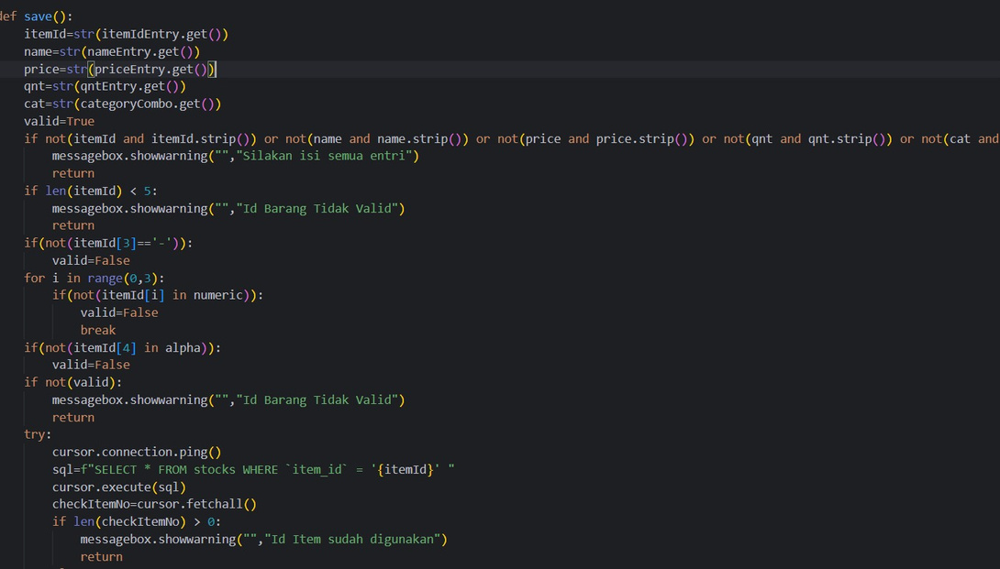 def save():
    itemId=str(itemIdEntry.get())
    name=str(nameEntry.get())
    price=str(priceEntry.get())
    qnt=str(qntEntry.get())
    cat=str(categoryCombo.get())
    valid=True
    if not(itemId and itemId.strip()) or not(name and name.strip()) or not(price and price.strip()) or not(qnt and qnt.strip()) or not(cat and
        messagebox.showwarning("","Silakan isi semua entri")
        return
    if len(itemId) < 5:
        messagebox.showwarning("","Id Barang Tidak Valid")
        return
    if(not(itemId[3]=='-')):
        valid=False
    for i in range(0,3):
        if(not(itemId[i] in numeric)):
            valid=False
            break
    if(not(itemId[4] in alpha)):
        valid=False
    if not(valid):
        messagebox.showwarning("","Id Barang Tidak Valid")
        return
    try:
        cursor.connection.ping()
        sql=f"SELECT * FROM stocks WHERE `item_id` = '{itemId}' "
        cursor.execute(sql)
        checkItemNo=cursor.fetchall()
        if len(checkItemNo) > 0:
            messagebox.showwarning("","Id Item sudah digunakan")
            return